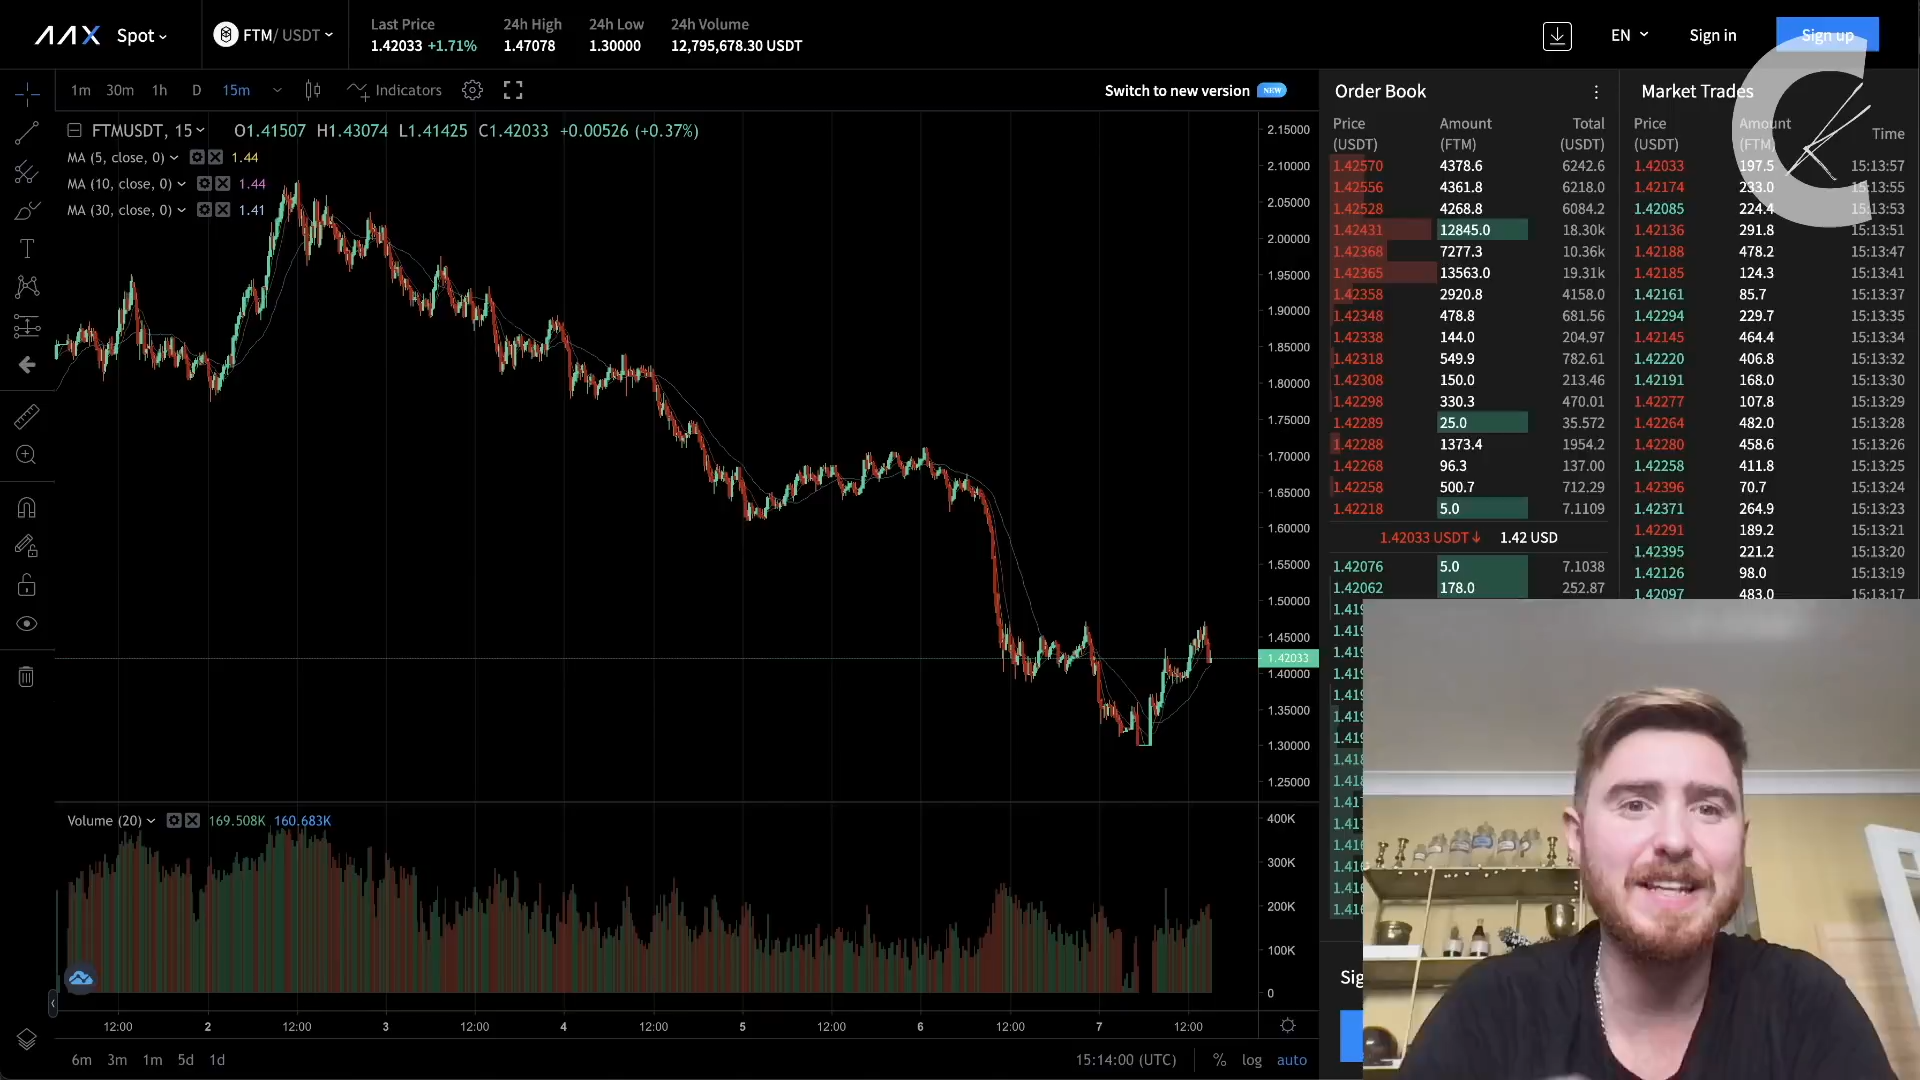 AAX Spot FTM/ USDT
Last Price 24h High 24h Low 24h Volume
1.42033 +1.71% 1.47078 1.30000 12,795,678.30 USDT
EN Sign in Sign up
1m 30m 1h D 15m Indicators
Switch to new version NEW
FTMUSDT, 15 O1.41507 H1.43074 L1.41425 C1.42033 +0.00526 (+0.37%)
MA (5, close, 0) 1.44
MA (10, close, 0) 1.44
MA (30, close, 0) 1.41
2.15000
2.10000
2.05000
2.00000
1.95000
1.90000
1.85000
1.80000
1.75000
1.70000
1.65000
1.60000
1.55000
1.50000
1.45000
1.42033
1.40000
1.35000
1.30000
1.25000
Volume (20) 169.508K 160.683K
400K
300K
200K
100K
0
12:00 2 12:00 3 12:00 4 12:00 5 12:00 6 12:00 7 12:00
6m 3m 1m 5d 1d
15:14:00 (UTC) % log auto
Order Book
Price Amount Total
(USDT) (FTM) (USDT)
1.42570 4378.6 6242.6
1.42556 4361.8 6218.0
1.42528 4268.8 6084.2
1.42431 12845.0 18.30k
1.42368 7277.3 10.36k
1.42365 13563.0 19.31k
1.42358 2920.8 4158.0
1.42348 478.8 681.56
1.42338 144.0 204.97
1.42318 549.9 782.61
1.42308 150.0 213.46
1.42298 330.3 470.01
1.42289 25.0 35.572
1.42288 1373.4 1954.2
1.42268 96.3 137.00
1.42258 500.7 712.29
1.42218 5.0 7.1109
1.42033 USDT↓ 1.42 USD
1.42076 5.0 7.1038
1.42062 178.0 252.87
Market Trades
Price Amount Time
(USDT) (FTM)
1.42033 197.5 15:13:57
1.42174 233.0 15:13:55
1.42085 224.4 15:13:53
1.42136 291.8 15:13:51
1.42188 478.2 15:13:47
1.42185 124.3 15:13:41
1.42161 85.7 15:13:37
1.42294 229.7 15:13:35
1.42145 464.4 15:13:34
1.42220 406.8 15:13:32
1.42191 168.0 15:13:30
1.42277 107.8 15:13:29
1.42264 482.0 15:13:28
1.42280 458.6 15:13:26
1.42258 411.8 15:13:25
1.42396 70.7 15:13:24
1.42371 264.9 15:13:23
1.42291 189.2 15:13:21
1.42395 221.2 15:13:20
1.42126 98.0 15:13:19
1.42097 483.0 15:13:17